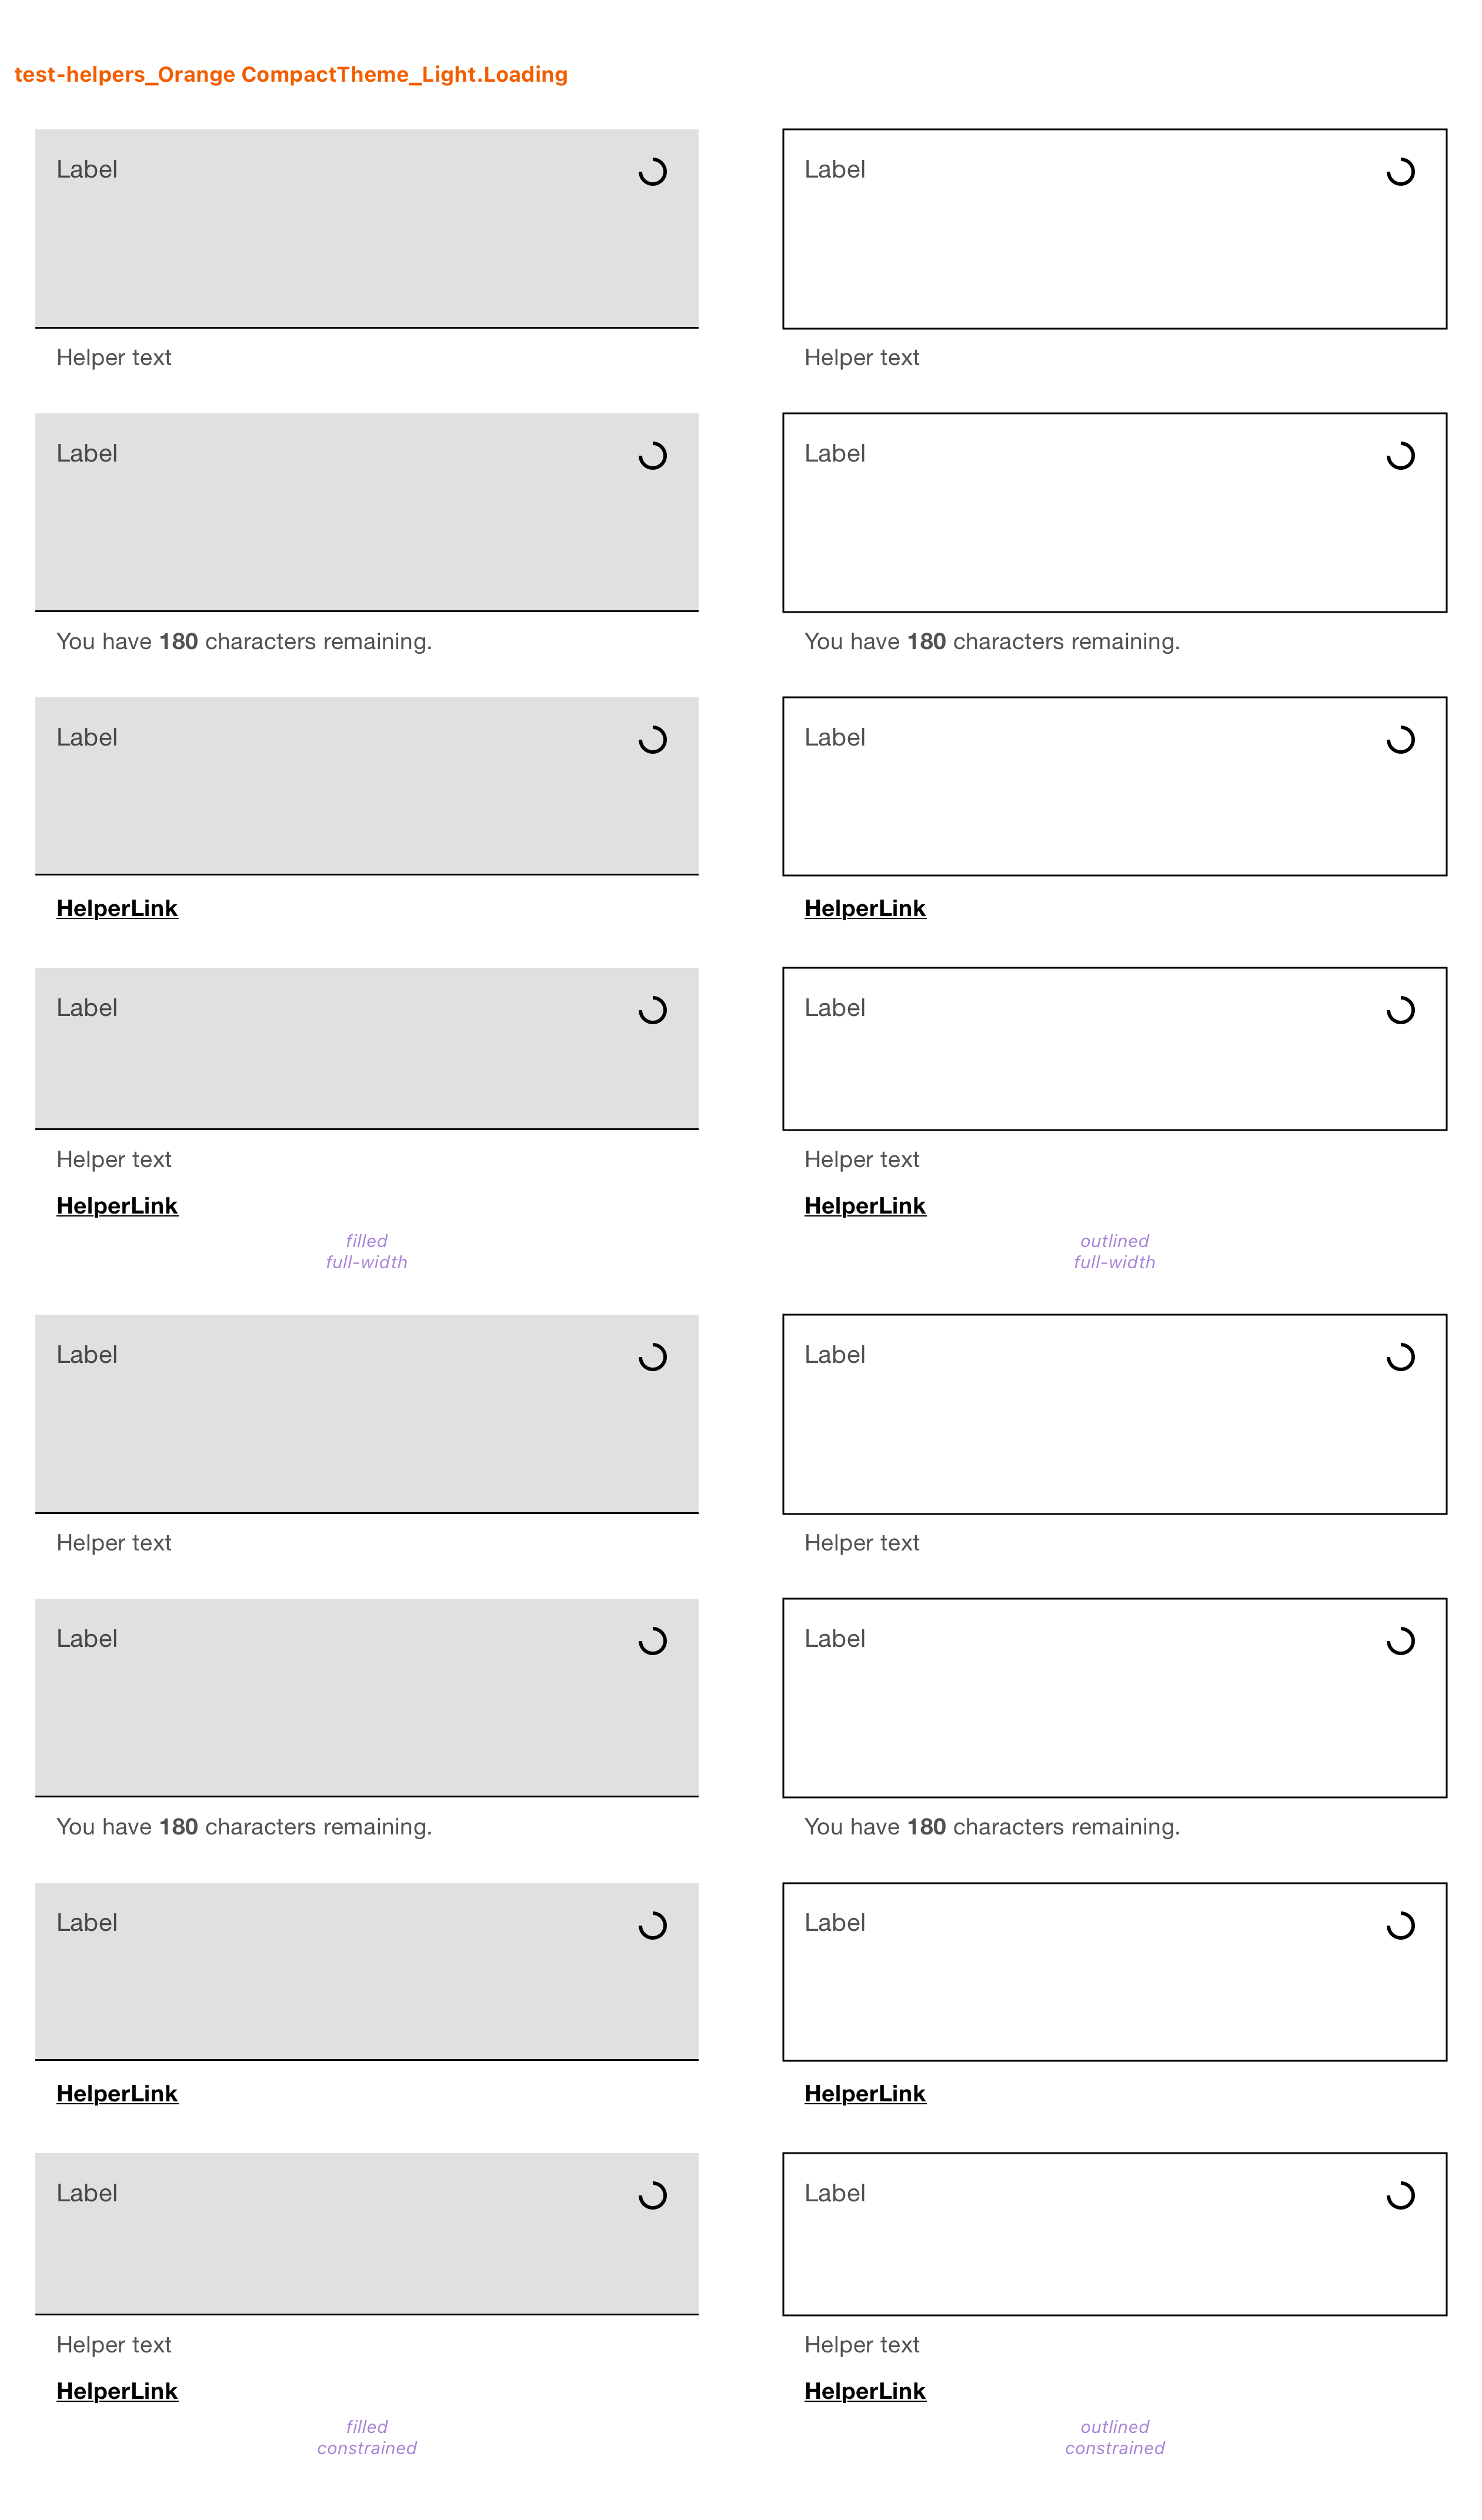 test-helpers_Orange CompactTheme_Light.Loading
Label
Label
Helper text
Helper text
Label
Label
You have 180 characters remaining.
You have 180 characters remaining.
Label
Label
HelperLink
HelperLink
Label
Label
Helper text
Helper text
HelperLink
HelperLink
filled
full-width
outlined
full-width
Label
Label
Helper text
Helper text
Label
Label
You have 180 characters remaining.
You have 180 characters remaining.
Label
Label
HelperLink
HelperLink
Label
Label
Helper text
Helper text
HelperLink
HelperLink
filled
constrained
outlined
constrained